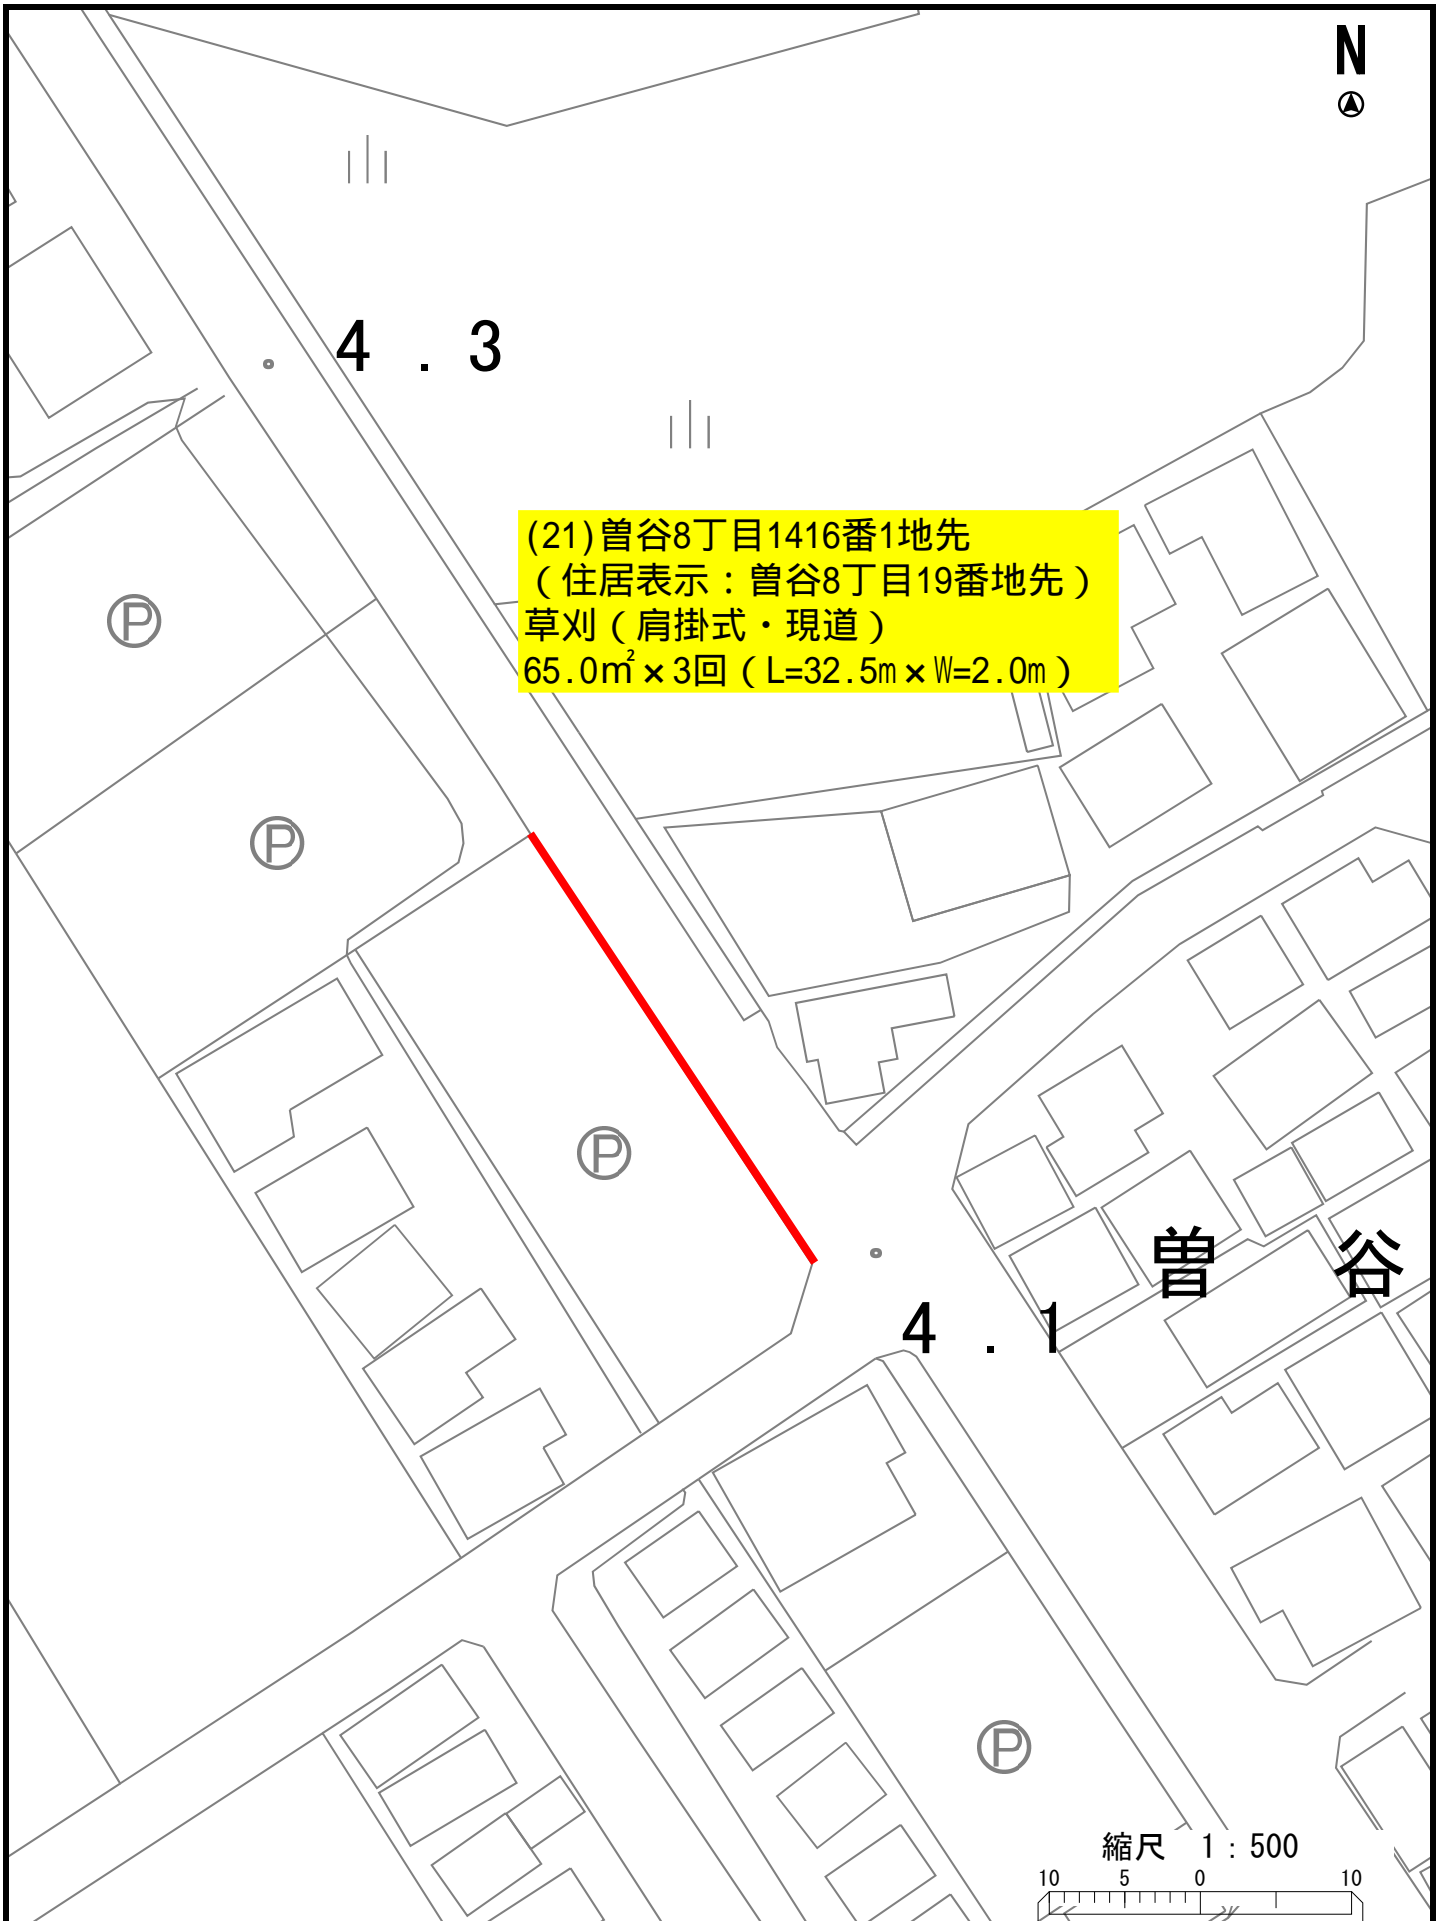 N
4.3
(21)曽谷8丁目1416番1地先
（住居表示：曽谷8丁目19番地先）
草刈（肩掛式・現道）
65.0㎡×3回（L=32.5m×W=2.0m）
P
P
P
曽谷
4.1
P
縮尺 1：500
10 5 0 10